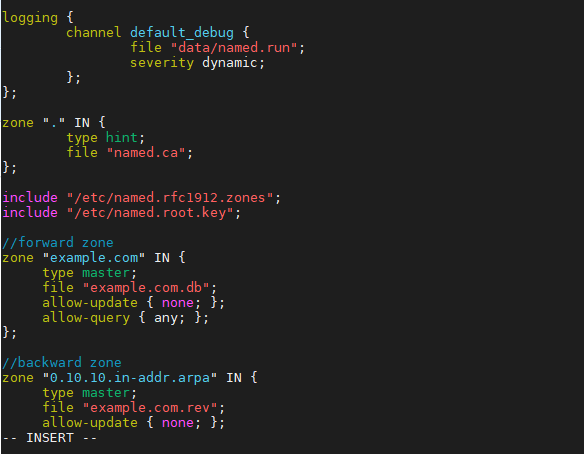 logging {
        channel default_debug {
                file "data/named.run";
                severity dynamic;
        };
};

zone "." IN {
        type hint;
        file "named.ca";
};

include "/etc/named.rfc1912.zones";
include "/etc/named.root.key";

//forward zone
zone "example.com" IN {
     type master;
     file "example.com.db";
     allow-update { none; };
     allow-query { any; };
};

//backward zone
zone "0.10.10.in-addr.arpa" IN {
     type master;
     file "example.com.rev";
     allow-update { none; };
-- INSERT --